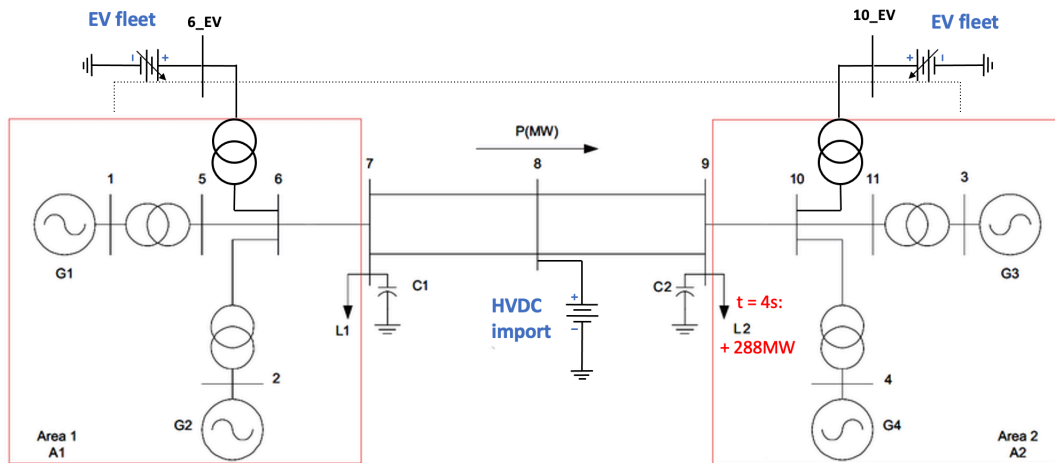 EV fleet
6_EV
10_EV
EV fleet
- +
+ -
P(MW)
1
5
6
7
8
9
10
11
3
G1
G3
C1
C2
L1
HVDC
import
+
-
t = 4s:
L2
+ 288MW
2
4
G2
G4
Area 1
A1
Area 2
A2